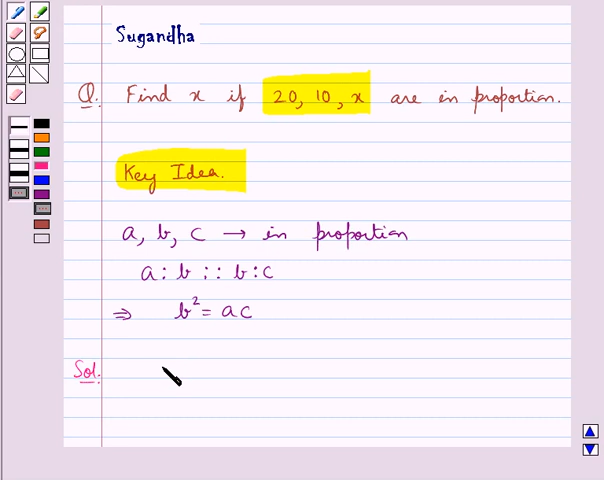 Sugandha
Q. Find x if 20, 10, x are in proportion.
Key Idea.
a, b, c → in proportion
a : b : : b : c
⇒ b² = ac
Sol.